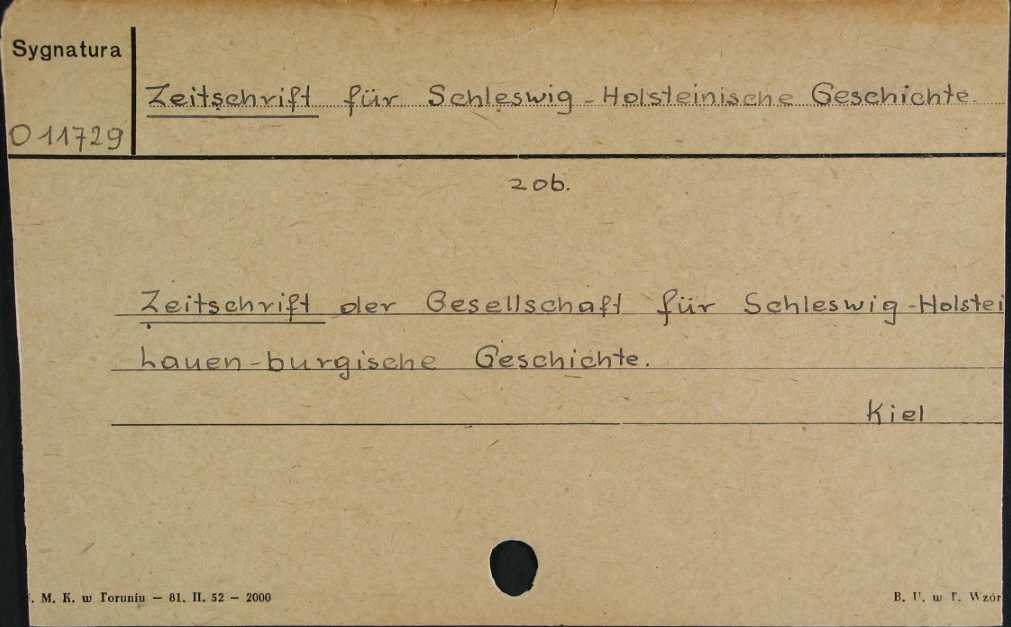 Sygnatura
Zeitschrift für Schleswig-Holsteinische Geschichte.
O 11729
zob.
Zeitschrift der Gesellschaft für Schleswig-Holstei
Lauen-burgische Geschichte.
Kiel
. M. K. w Toruniu — 81. II. 52 — 2000
B. U. w T. Wzór